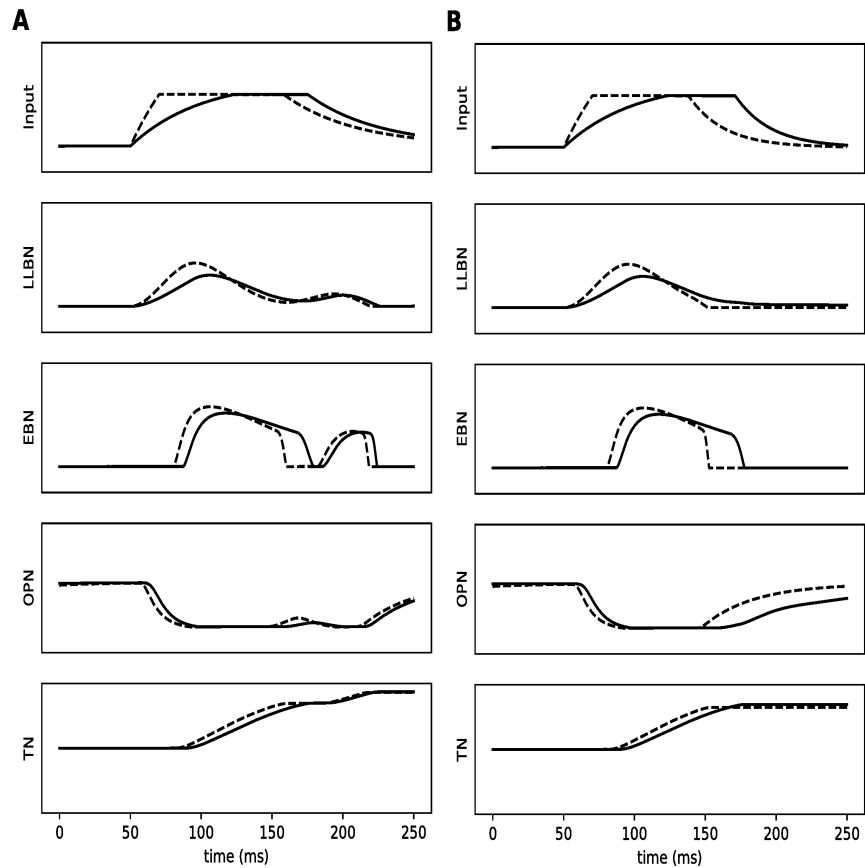 A
B
Input
LLBN
EBN
OPN
TN
0 50 100 150 200 250
time (ms)
Input
LLBN
EBN
OPN
TN
0 50 100 150 200 250
time (ms)